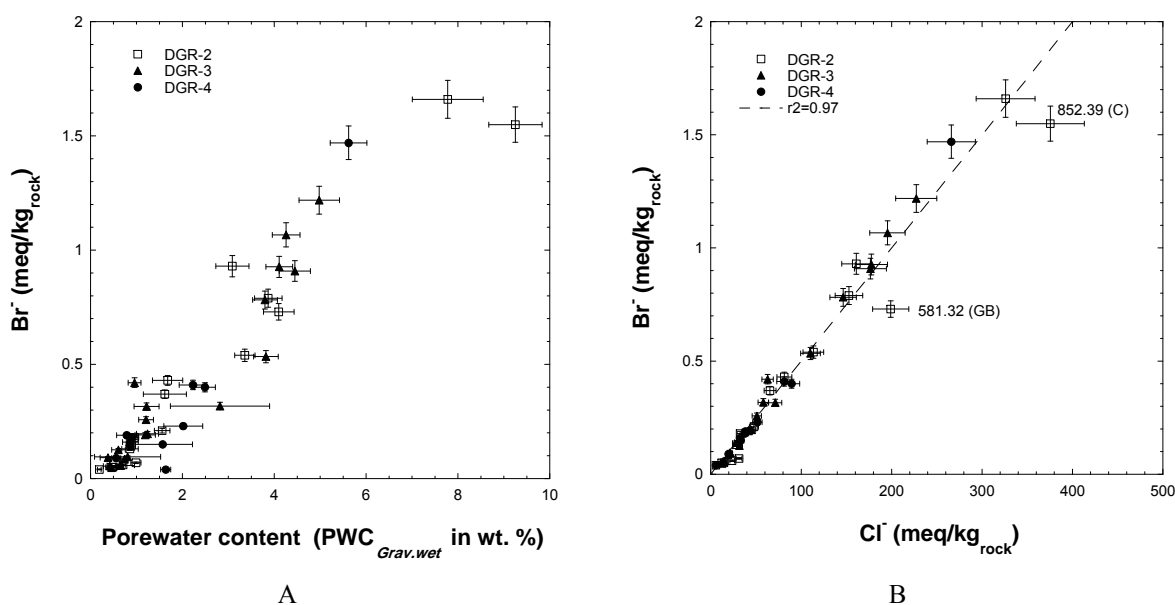 2
1.5
1
0.5
0
Br⁻ (meq/kg_rock)
DGR-2
DGR-3
DGR-4
0 2 4 6 8 10
Porewater content (PWC_Grav.wet in wt. %)
A
2
1.5
1
0.5
0
Br⁻ (meq/kg_rock)
DGR-2
DGR-3
DGR-4
r2=0.97
852.39 (C)
581.32 (GB)
0 100 200 300 400 500
Cl⁻ (meq/kg_rock)
B